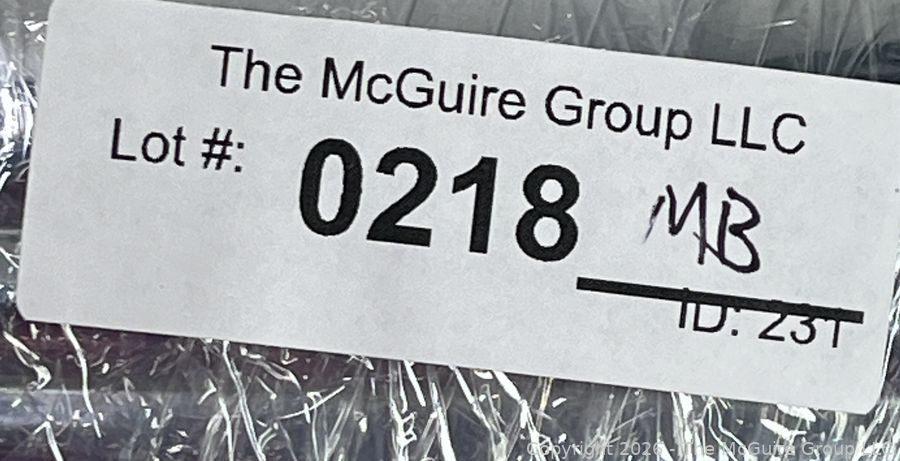 The McGuire Group LLC
Lot #: 0218 MB
ID: 231
Copyright 2026 - The McGuire Group LLC